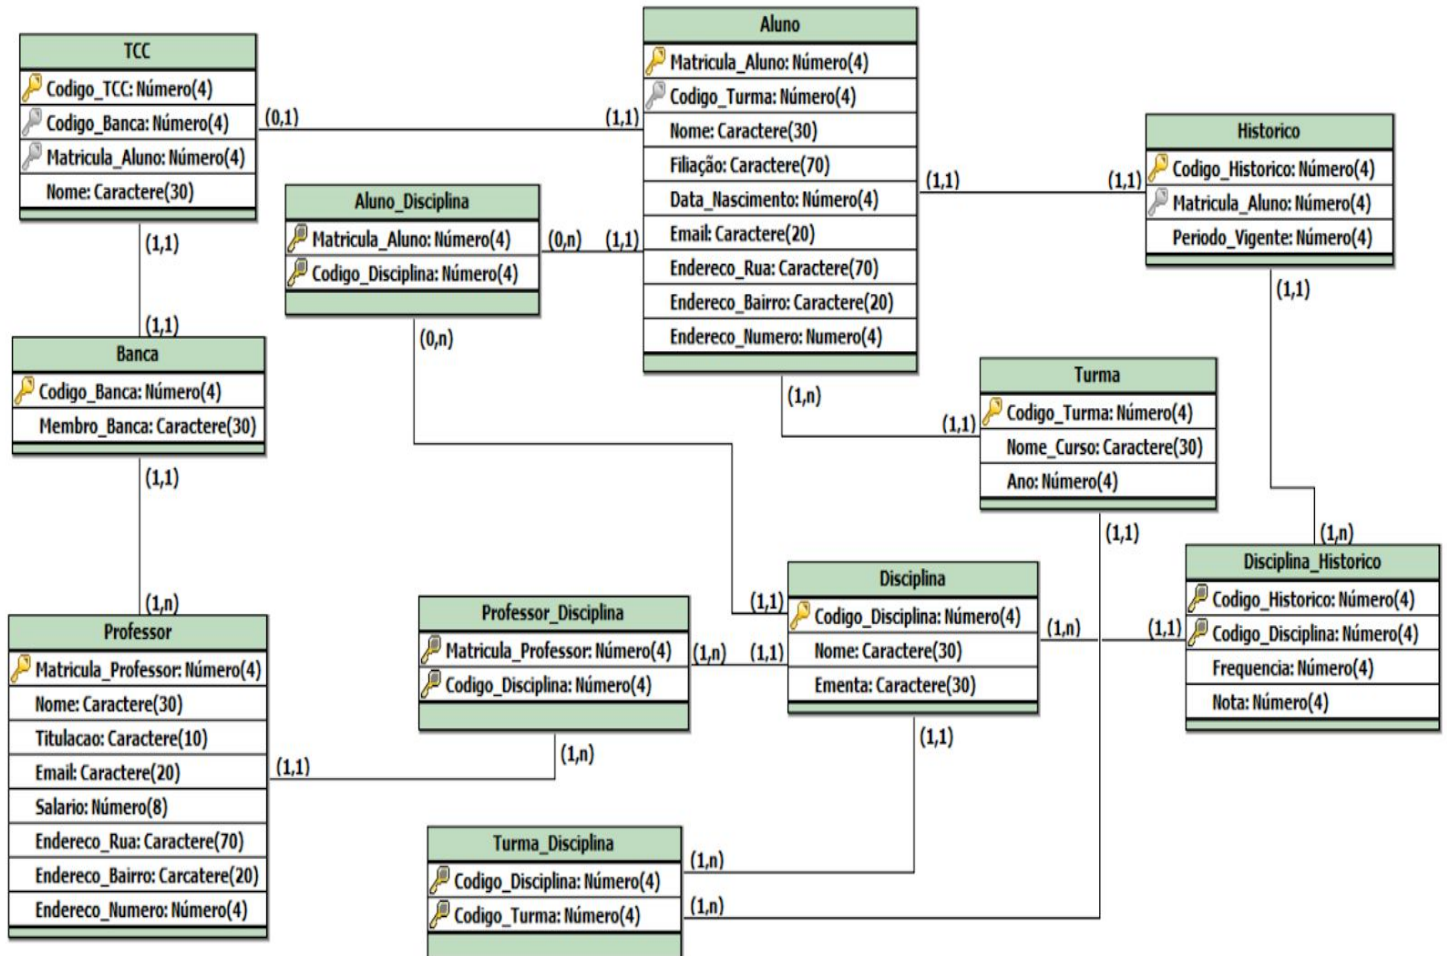 TCC
Codigo_TCC: Número(4)
Codigo_Banca: Número(4)
Matricula_Aluno: Número(4)
Nome: Caractere(30)
(0,1)
(1,1)
Aluno
Matricula_Aluno: Número(4)
Codigo_Turma: Número(4)
Nome: Caractere(30)
Filiação: Caractere(70)
Data_Nascimento: Número(4)
Email: Caractere(20)
Endereco_Rua: Caractere(70)
Endereco_Bairro: Caractere(20)
Endereco_Numero: Numero(4)
(1,1)
(1,1)
Historico
Codigo_Historico: Número(4)
Matricula_Aluno: Número(4)
Periodo_Vigente: Número(4)
(1,1)
Aluno_Disciplina
Matricula_Aluno: Número(4)
Codigo_Disciplina: Número(4)
(0,n)
(1,1)
(0,n)
(1,1)
(1,1)
Banca
Codigo_Banca: Número(4)
Membro_Banca: Caractere(30)
(1,1)
(1,n)
(1,n)
(1,1)
Turma
Codigo_Turma: Número(4)
Nome_Curso: Caractere(30)
Ano: Número(4)
(1,1)
(1,n)
Disciplina_Historico
Codigo_Historico: Número(4)
Codigo_Disciplina: Número(4)
Frequencia: Número(4)
Nota: Número(4)
Disciplina
Codigo_Disciplina: Número(4)
Nome: Caractere(30)
Ementa: Caractere(30)
(1,1)
(1,n)
(1,1)
(1,1)
Professor_Disciplina
Matricula_Professor: Número(4)
Codigo_Disciplina: Número(4)
(1,n)
(1,1)
(1,n)
Professor
Matricula_Professor: Número(4)
Nome: Caractere(30)
Titulacao: Caractere(10)
Email: Caractere(20)
Salario: Número(8)
Endereco_Rua: Caractere(70)
Endereco_Bairro: Carcatere(20)
Endereco_Numero: Número(4)
(1,1)
Turma_Disciplina
Codigo_Disciplina: Número(4)
Codigo_Turma: Número(4)
(1,n)
(1,n)